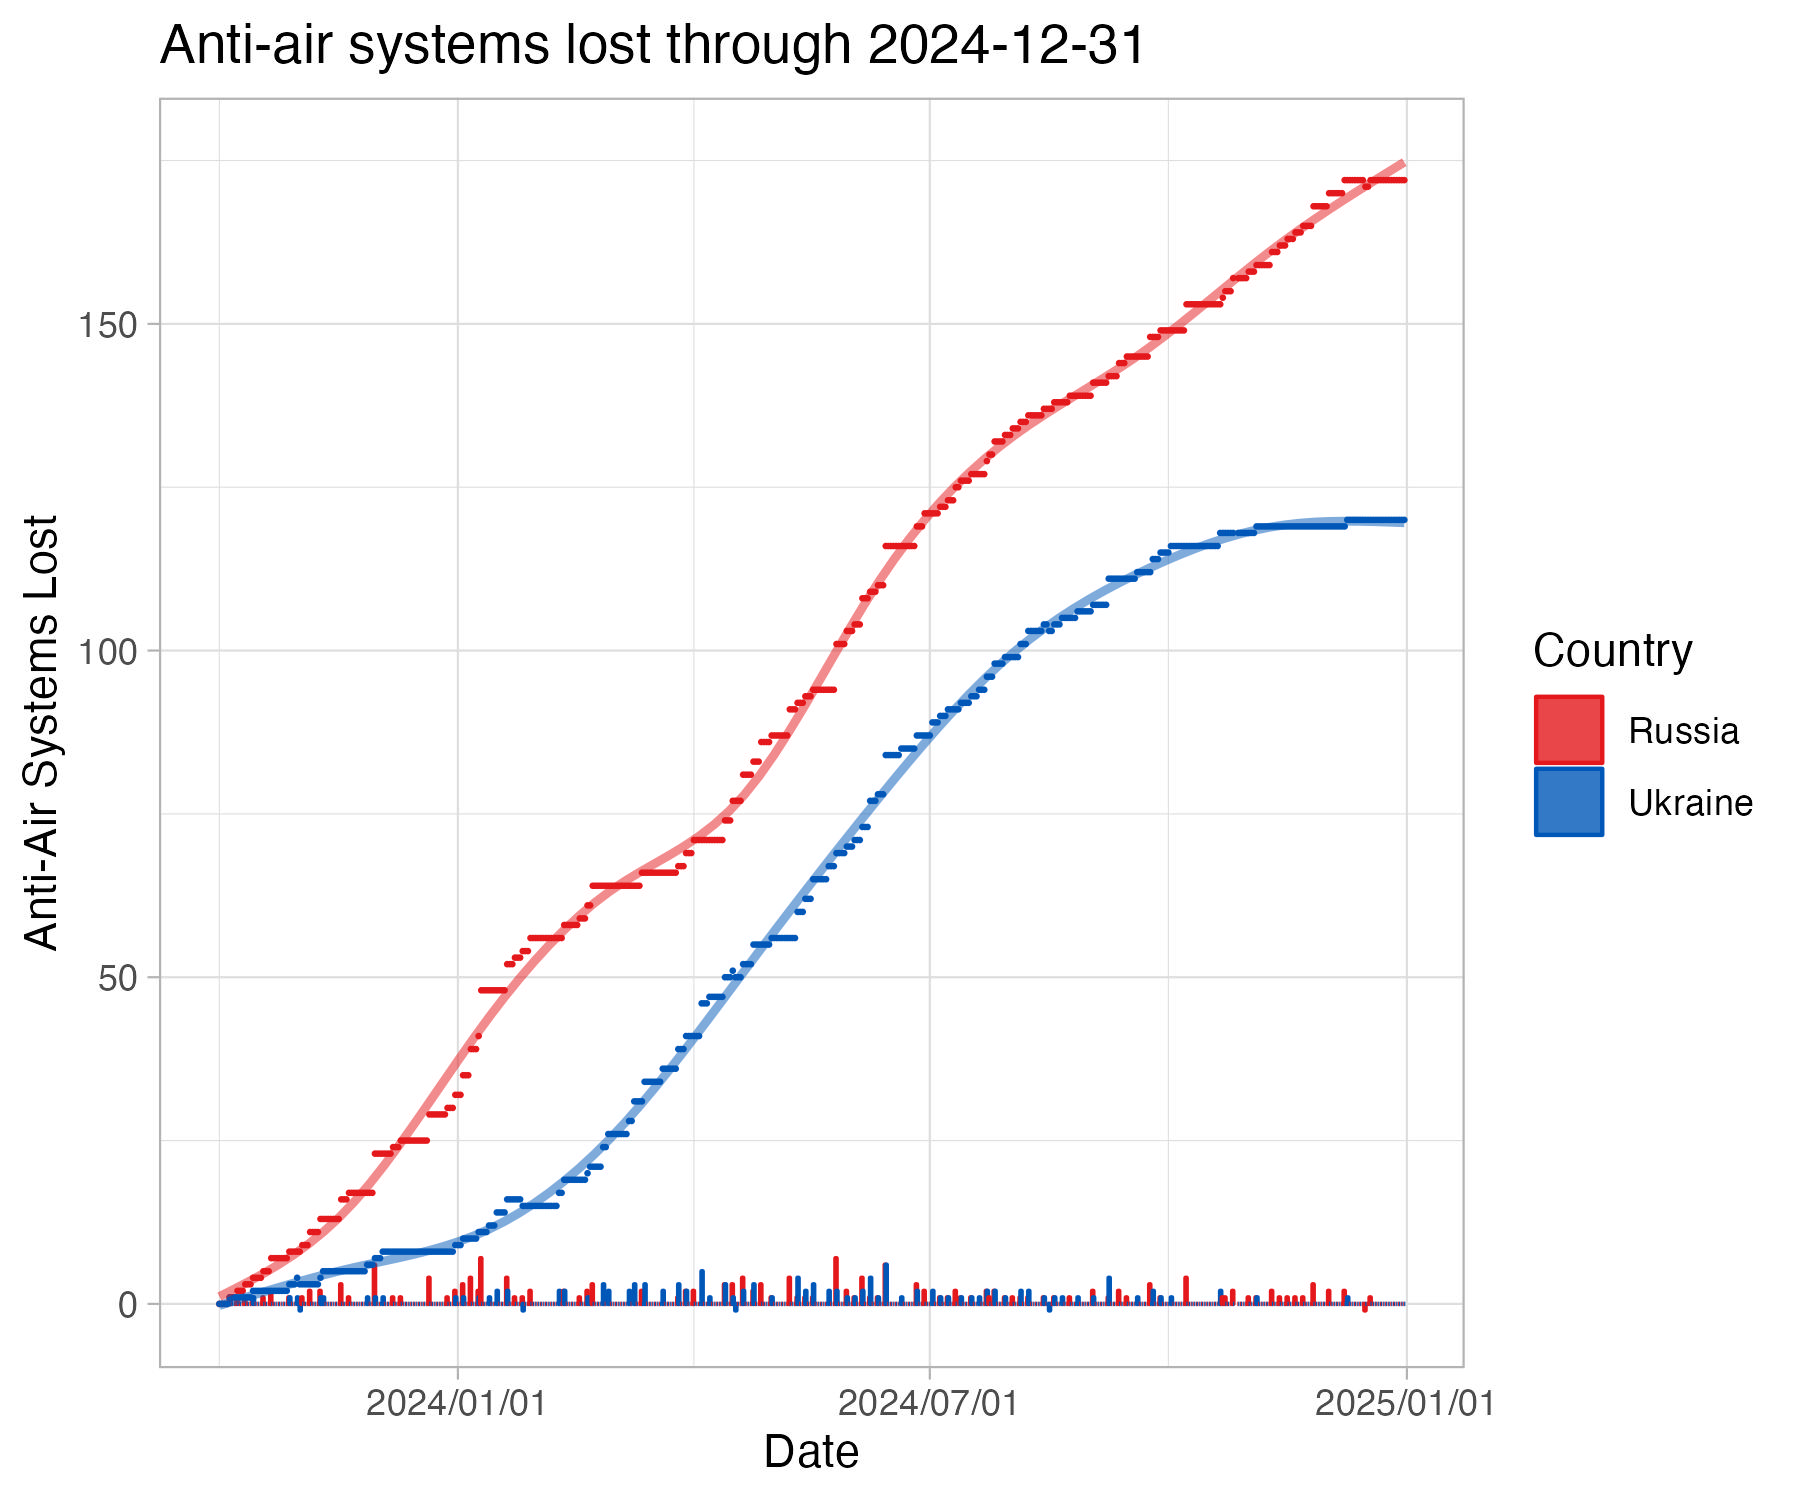 Anti-air systems lost through 2024-12-31
Anti-Air Systems Lost
150
100
50
0
2024/01/01
2024/07/01
2025/01/01
Date
Country
Russia
Ukraine